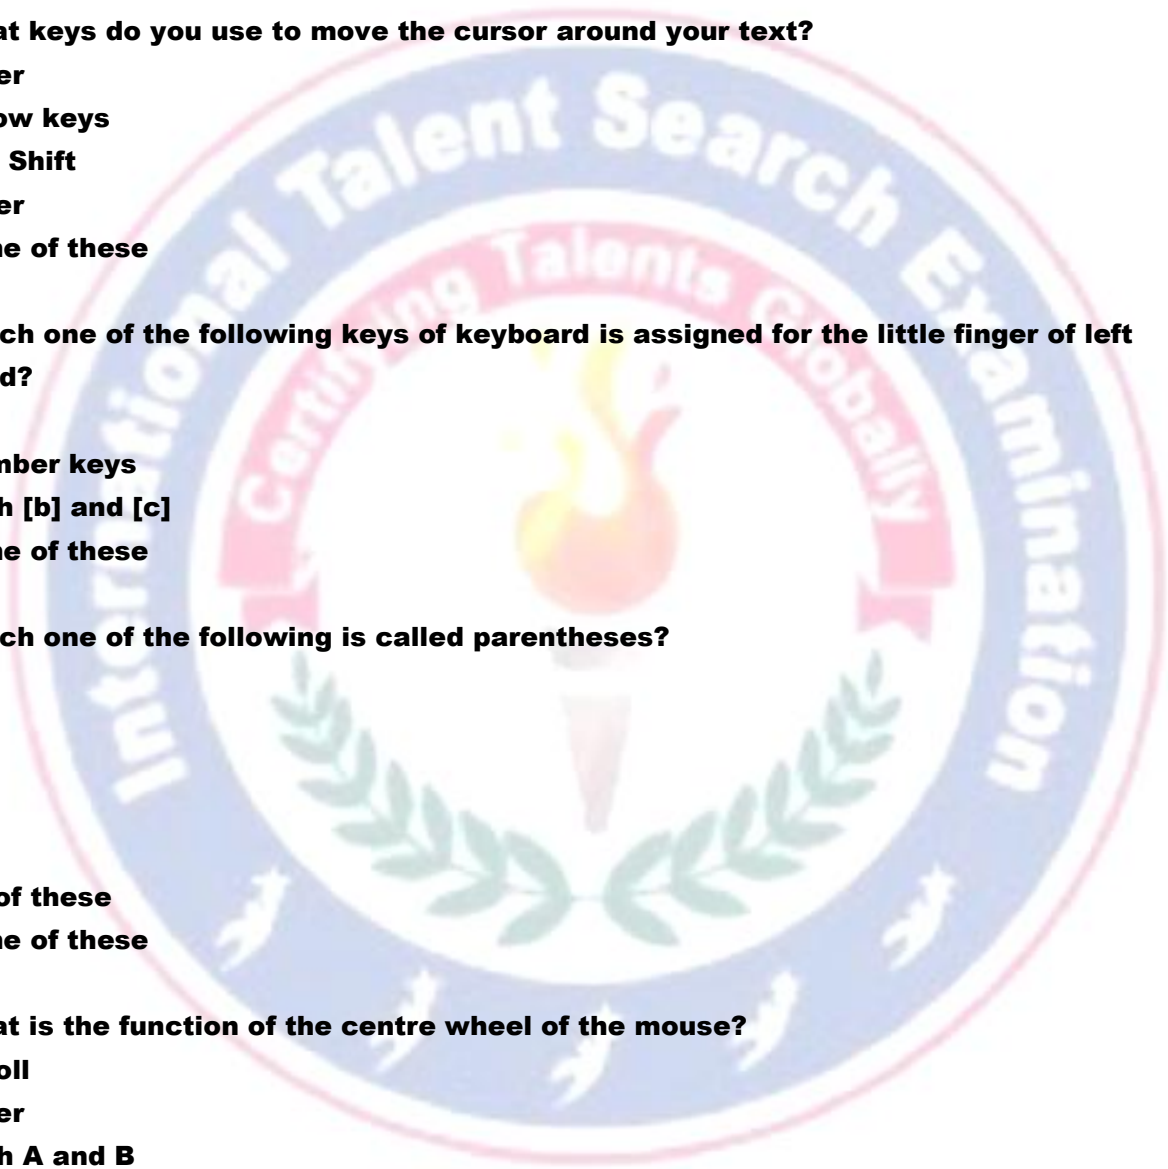 at keys do you use to move the cursor around your text?
er
ow keys
Shift
er
ne of these
ch one of the following keys of keyboard is assigned for the little finger of left
d?
mber keys
h [b] and [c]
ne of these
ch one of the following is called parentheses?
of these
ne of these
at is the function of the centre wheel of the mouse?
oll
er
h A and B
International Talent Search Examination
Certifying Talents Globally